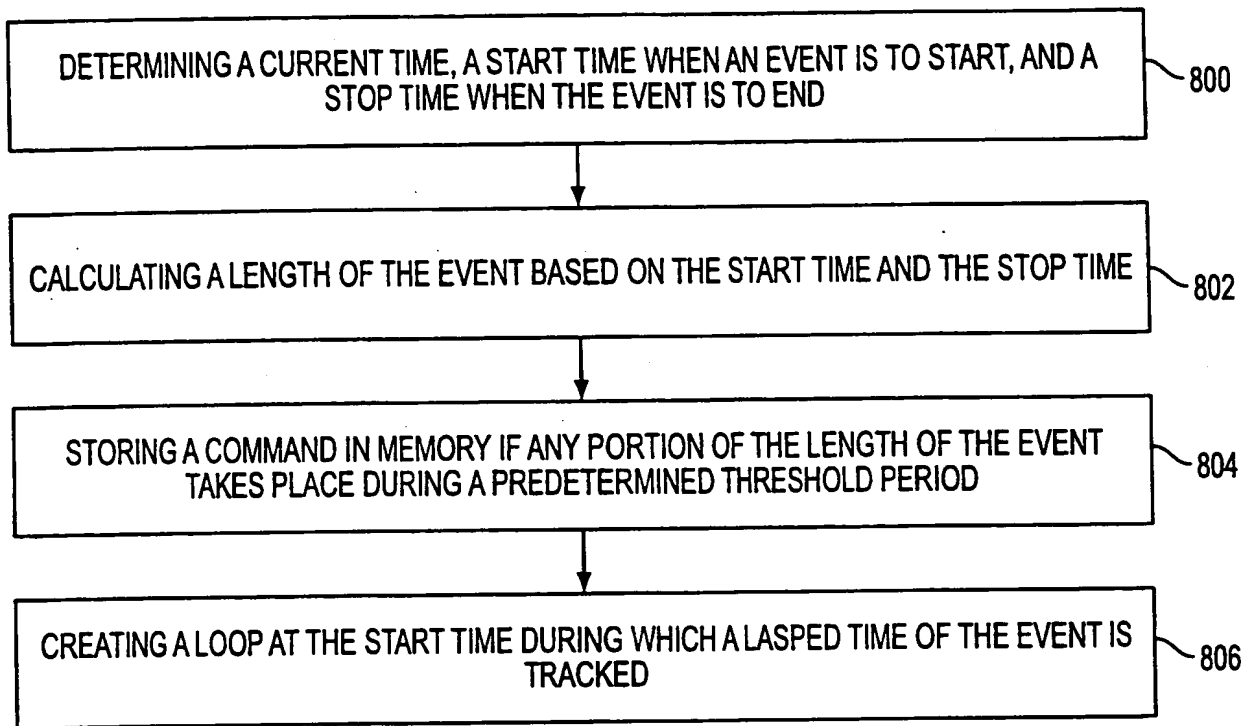 DETERMINING A CURRENT TIME, A START TIME WHEN AN EVENT IS TO START, AND A
STOP TIME WHEN THE EVENT IS TO END
800
CALCULATING A LENGTH OF THE EVENT BASED ON THE START TIME AND THE STOP TIME
802
STORING A COMMAND IN MEMORY IF ANY PORTION OF THE LENGTH OF THE EVENT
TAKES PLACE DURING A PREDETERMINED THRESHOLD PERIOD
804
CREATING A LOOP AT THE START TIME DURING WHICH A LASPED TIME OF THE EVENT IS
TRACKED
806